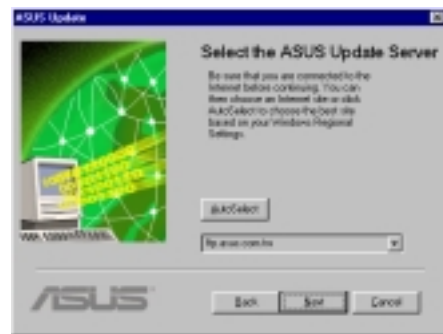 ASUS Update
Select the ASUS Update Server
Be sure that you are connected to the
Internet before continuing. You can
then choose an Internet site or click
AutoSelect to choose the best site
based on your Windows Regional
Settings.
AutoSelect
ftp.asus.com.tw
ASUS
Back
Next
Cancel